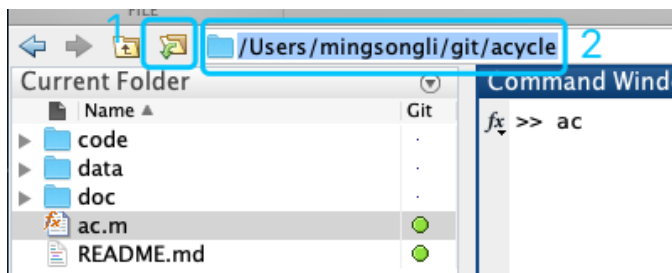 FILE
1
/Users/mingsongli/git/acycle 2
Current Folder
Command Wind
Name Git
fx >> ac
code
data
doc
ac.m
README.md